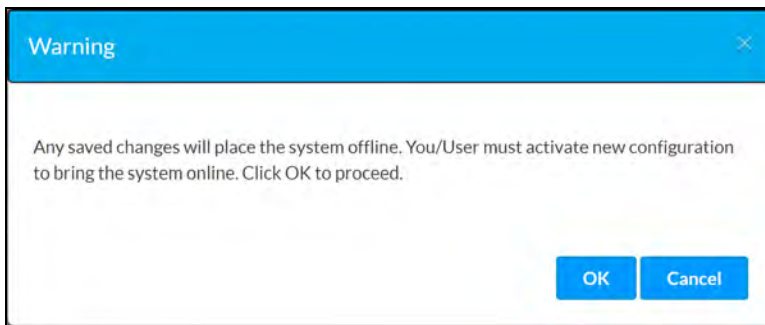 Warning
Any saved changes will place the system offline. You/User must activate new configuration
to bring the system online. Click OK to proceed.
OK Cancel